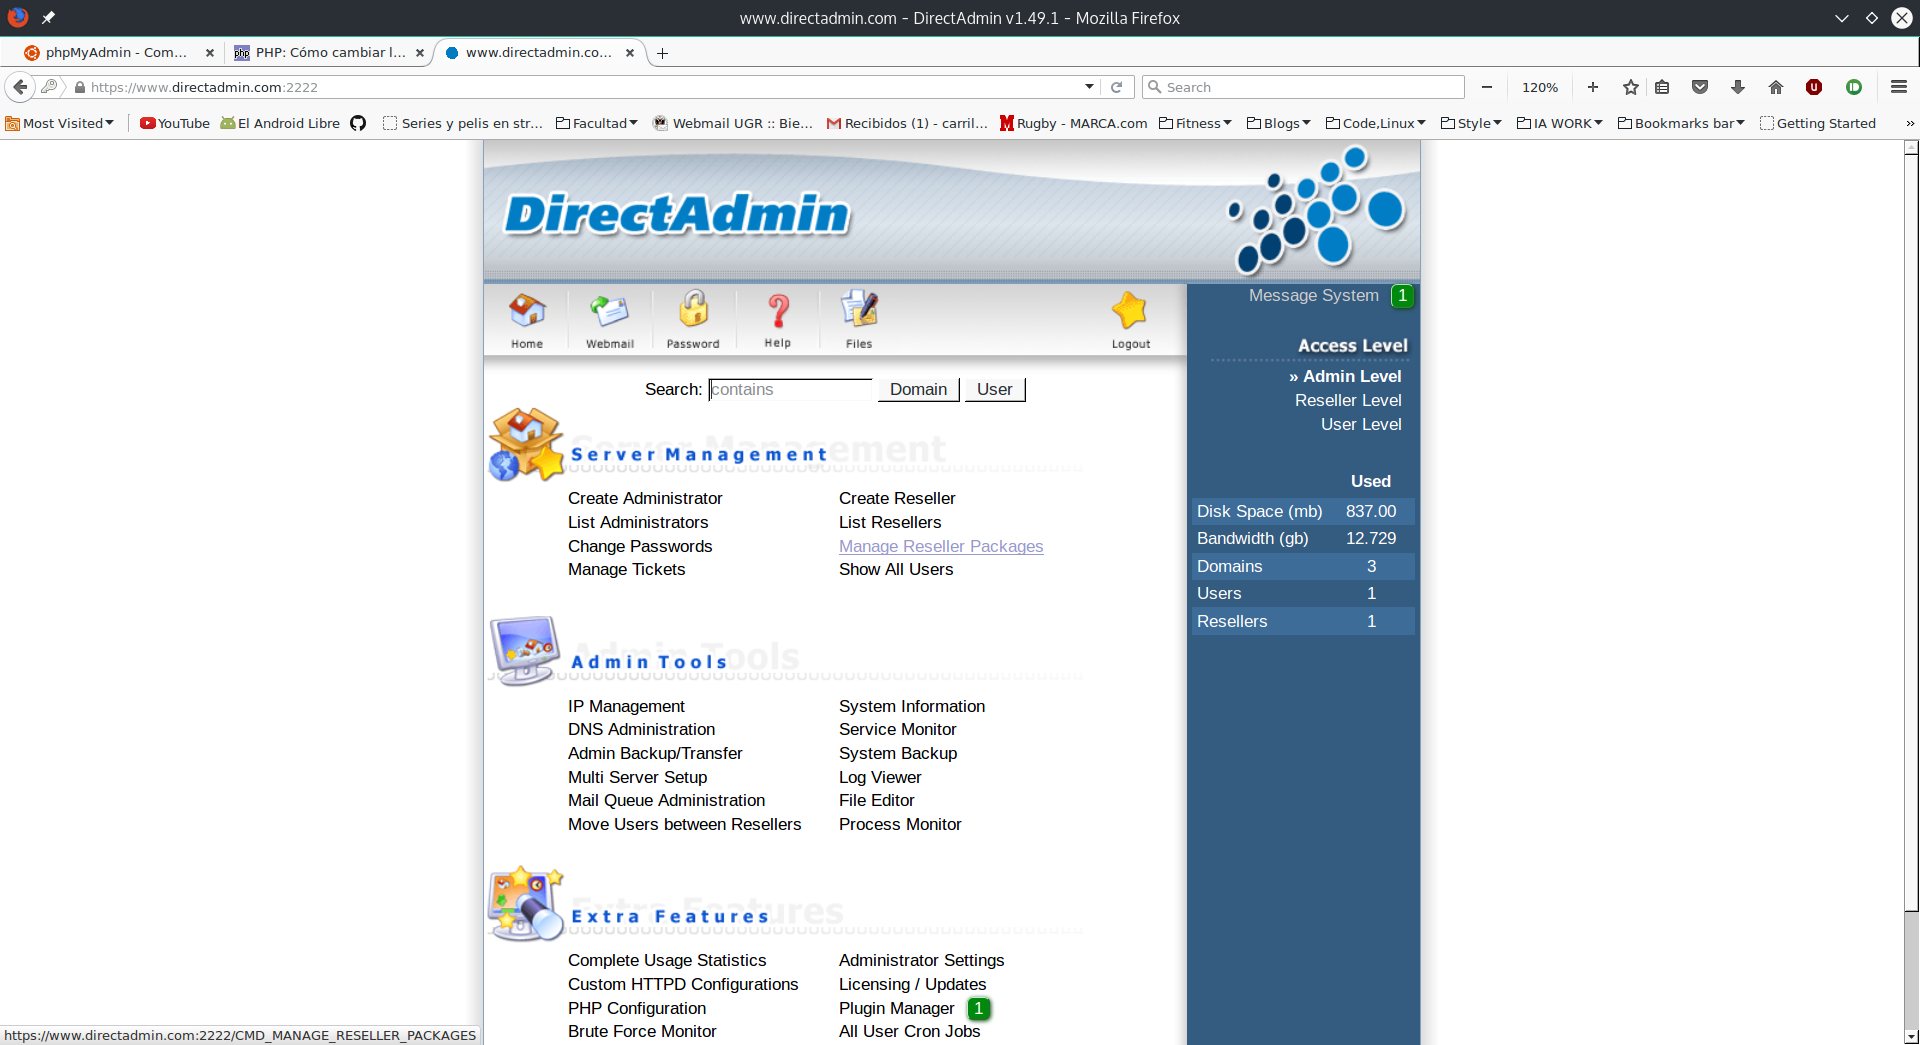 www.directadmin.com - DirectAdmin v1.49.1 - Mozilla Firefox
phpMyAdmin - Com...
php
PHP: Cómo cambiar l...
www.directadmin.co...
https://www.directadmin.com:2222
Search
120%
Most Visited
YouTube
El Android Libre
Series y pelis en str...
Facultad
Webmail UGR :: Bie...
Recibidos (1) - carril...
Rugby - MARCA.com
Fitness
Blogs
Code,Linux
Style
IA WORK
Bookmarks bar
Getting Started
DirectAdmin
Home
Webmail
Password
Help
Files
Logout
Message System 1
Access Level
» Admin Level
Reseller Level
User Level
Search: contains Domain User
Server Management
Create Administrator
Create Reseller
List Administrators
List Resellers
Change Passwords
Manage Reseller Packages
Manage Tickets
Show All Users
Used
Disk Space (mb) 837.00
Bandwidth (gb) 12.729
Domains 3
Users 1
Resellers 1
Admin Tools
IP Management
System Information
DNS Administration
Service Monitor
Admin Backup/Transfer
System Backup
Multi Server Setup
Log Viewer
Mail Queue Administration
File Editor
Move Users between Resellers
Process Monitor
Extra Features
Complete Usage Statistics
Administrator Settings
Custom HTTPD Configurations
Licensing / Updates
PHP Configuration
Plugin Manager 1
Brute Force Monitor
All User Cron Jobs
https://www.directadmin.com:2222/CMD_MANAGE_RESELLER_PACKAGES